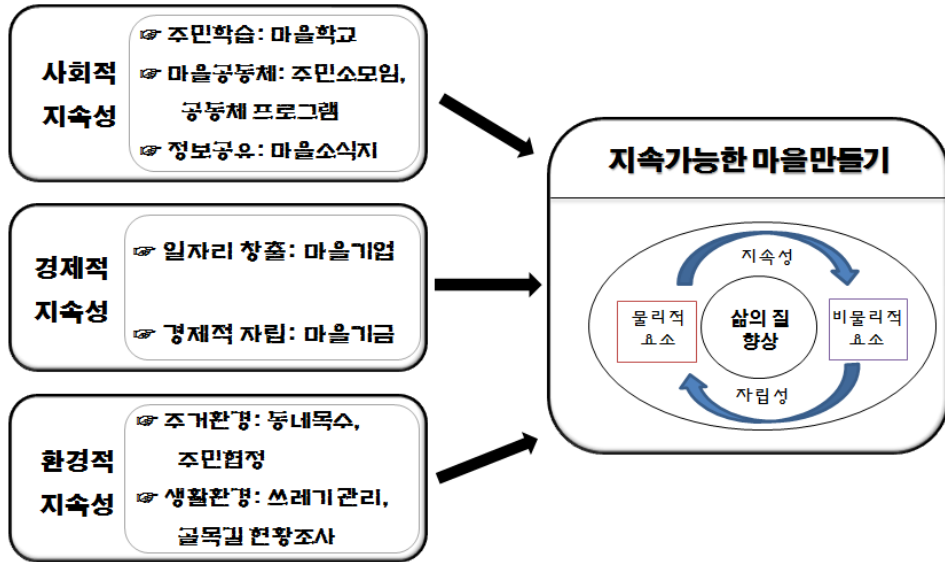 사회적
지속성
☞ 주민학습: 마을학교
☞ 마을공동체: 주민소모임,
공동체 프로그램
☞ 정보공유: 마을소식지
경제적
지속성
☞ 일자리 창출: 마을기업
☞ 경제적 자립: 마을기금
환경적
지속성
☞ 주거환경: 동네목수,
주민협정
☞ 생활환경: 쓰레기 관리,
골목길 현황조사
지속가능한 마을만들기
지속성
물리적
요소
삶의 질
향상
비물리적
요소
자립성